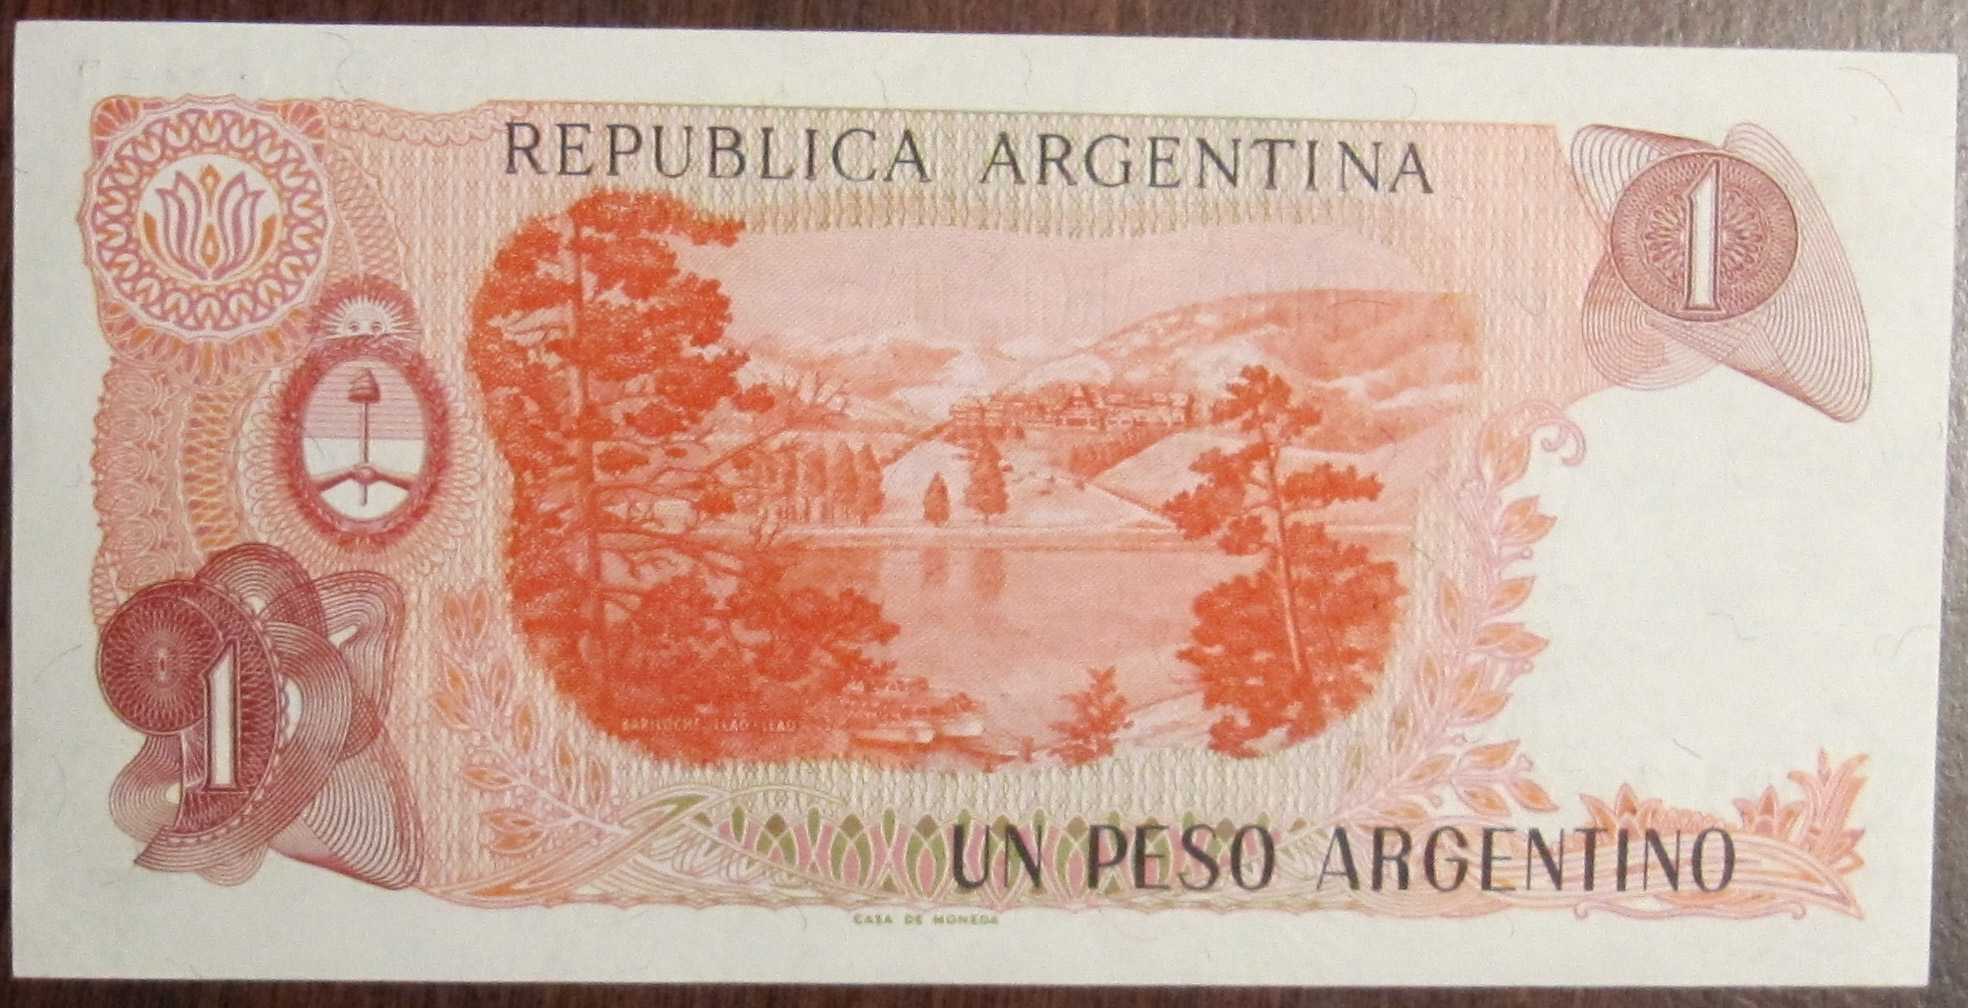 REPUBLICA ARGENTINA
1
1
BARILOCHE - LLAO - LLAO
UN PESO ARGENTINO
CASA DE MONEDA